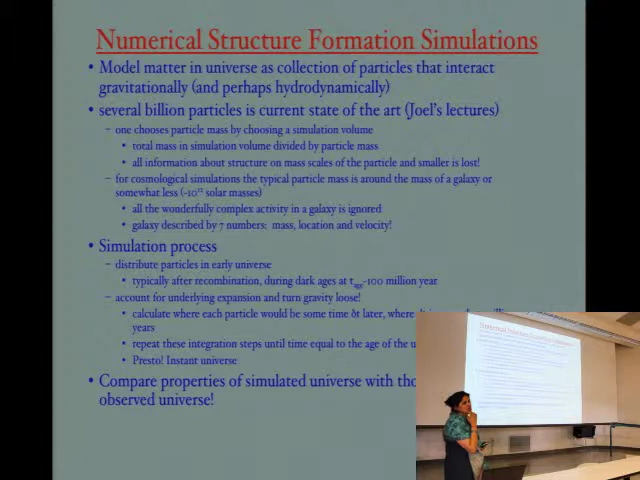 Numerical Structure Formation Simulations
• Model matter in universe as collection of particles that interact
gravitationally (and perhaps hydrodynamically)
• several billion particles is current state of the art (Joel's lectures)
– one chooses particle mass by choosing a simulation volume
• total mass in simulation volume divided by particle mass
• all information about structure on mass scales of the particle and smaller is lost!
– for cosmological simulations the typical particle mass is around the mass of a galaxy or
somewhat less (~10 solar masses)
• all the wonderfully complex activity in a galaxy is ignored
• galaxy described by 7 numbers: mass, location and velocity!
• Simulation process
– distribute particles in early universe
• typically after recombination, during dark ages at t ~100 million year
– account for underlying expansion and turn gravity loose!
• calculate where each particle would be some time δt later, where
years
• repeat these integration steps until time equal to the age of the u
• Presto! Instant universe
• Compare properties of simulated universe with tho
observed universe!
Numerical Structure Formation Simulations